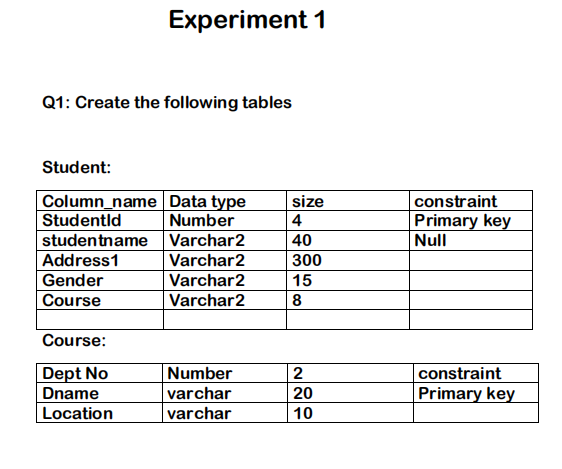 Experiment 1
Q1: Create the following tables
Student:
Column_name Data type size constraint
StudentId Number 4 Primary key
studentname Varchar2 40 Null
Address1 Varchar2 300
Gender Varchar2 15
Course Varchar2 8
Course:
Dept No Number 2 constraint
Dname varchar 20 Primary key
Location varchar 10